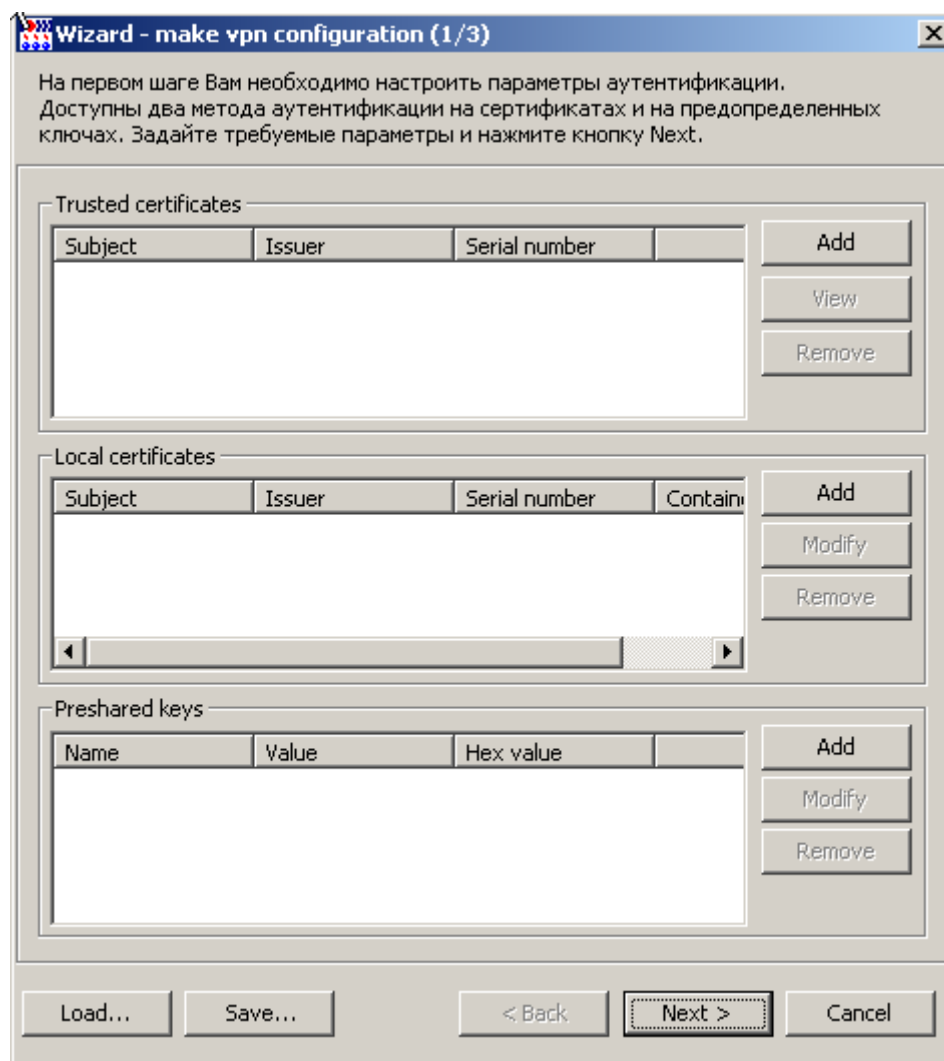 Wizard - make vpn configuration (1/3)
На первом шаге Вам необходимо настроить параметры аутентификации.
Доступны два метода аутентификации на сертификатах и на предопределенных
ключах. Задайте требуемые параметры и нажмите кнопку Next.
Trusted certificates
Subject Issuer Serial number
Add
View
Remove
Local certificates
Subject Issuer Serial number Contain
Add
Modify
Remove
Preshared keys
Name Value Hex value
Add
Modify
Remove
Load... Save... < Back Next > Cancel